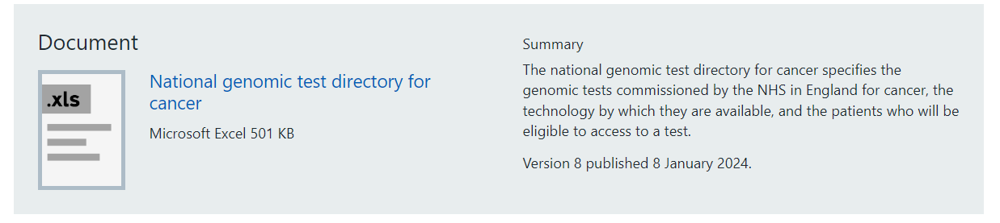 Document
.xls
National genomic test directory for
cancer
Microsoft Excel 501 KB
Summary
The national genomic test directory for cancer specifies the
genomic tests commissioned by the NHS in England for cancer, the
technology by which they are available, and the patients who will be
eligible to access to a test.
Version 8 published 8 January 2024.